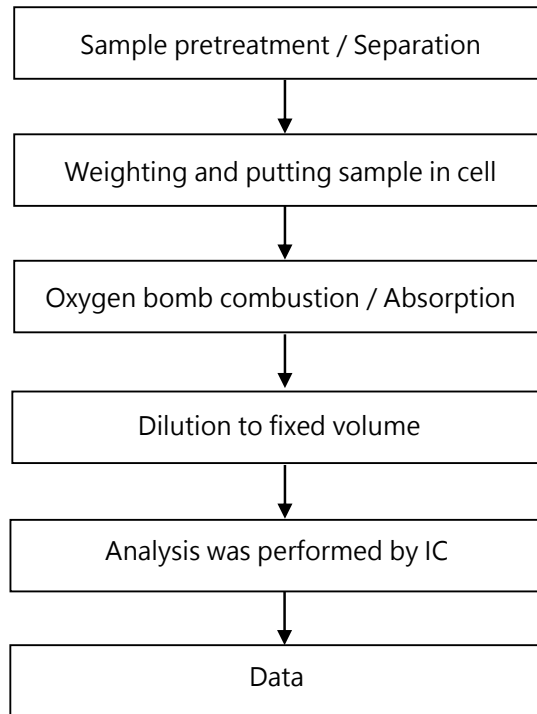 Sample pretreatment / Separation
Weighting and putting sample in cell
Oxygen bomb combustion / Absorption
Dilution to fixed volume
Analysis was performed by IC
Data